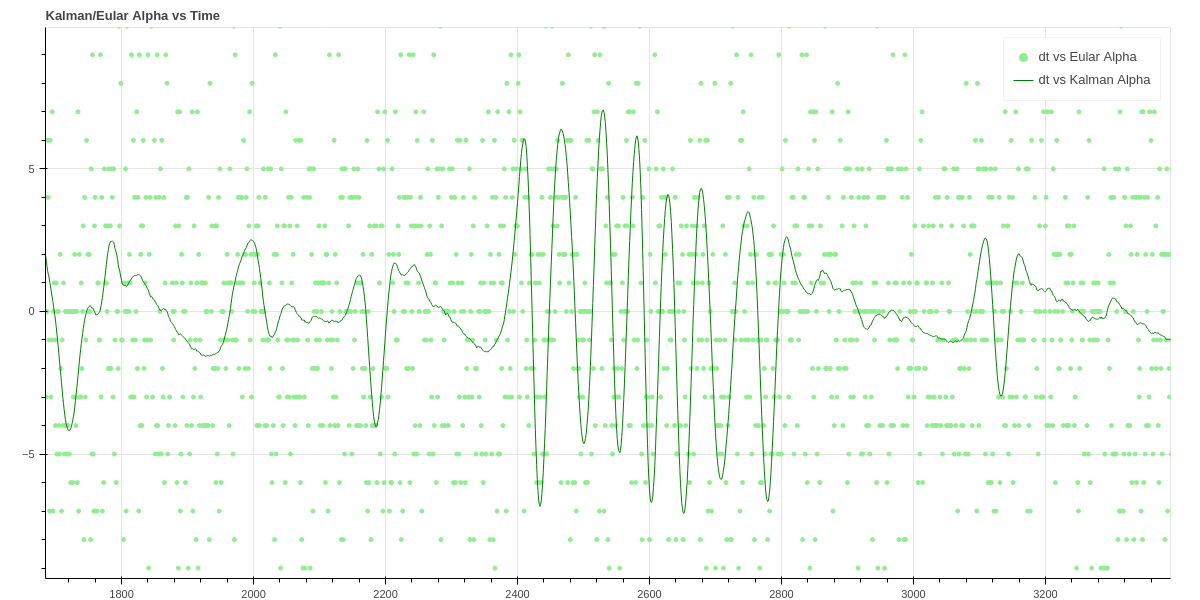 Kalman/Eular Alpha vs Time
dt vs Eular Alpha
dt vs Kalman Alpha
5
0
−5
1800 2000 2200 2400 2600 2800 3000 3200